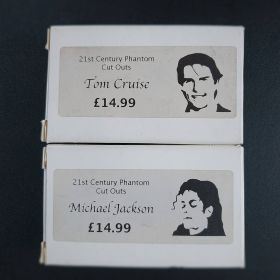 21st Century Phantom
Cut Outs
Tom Cruise
£14.99
21st Century Phantom
Cut Outs
Michael Jackson
£14.99